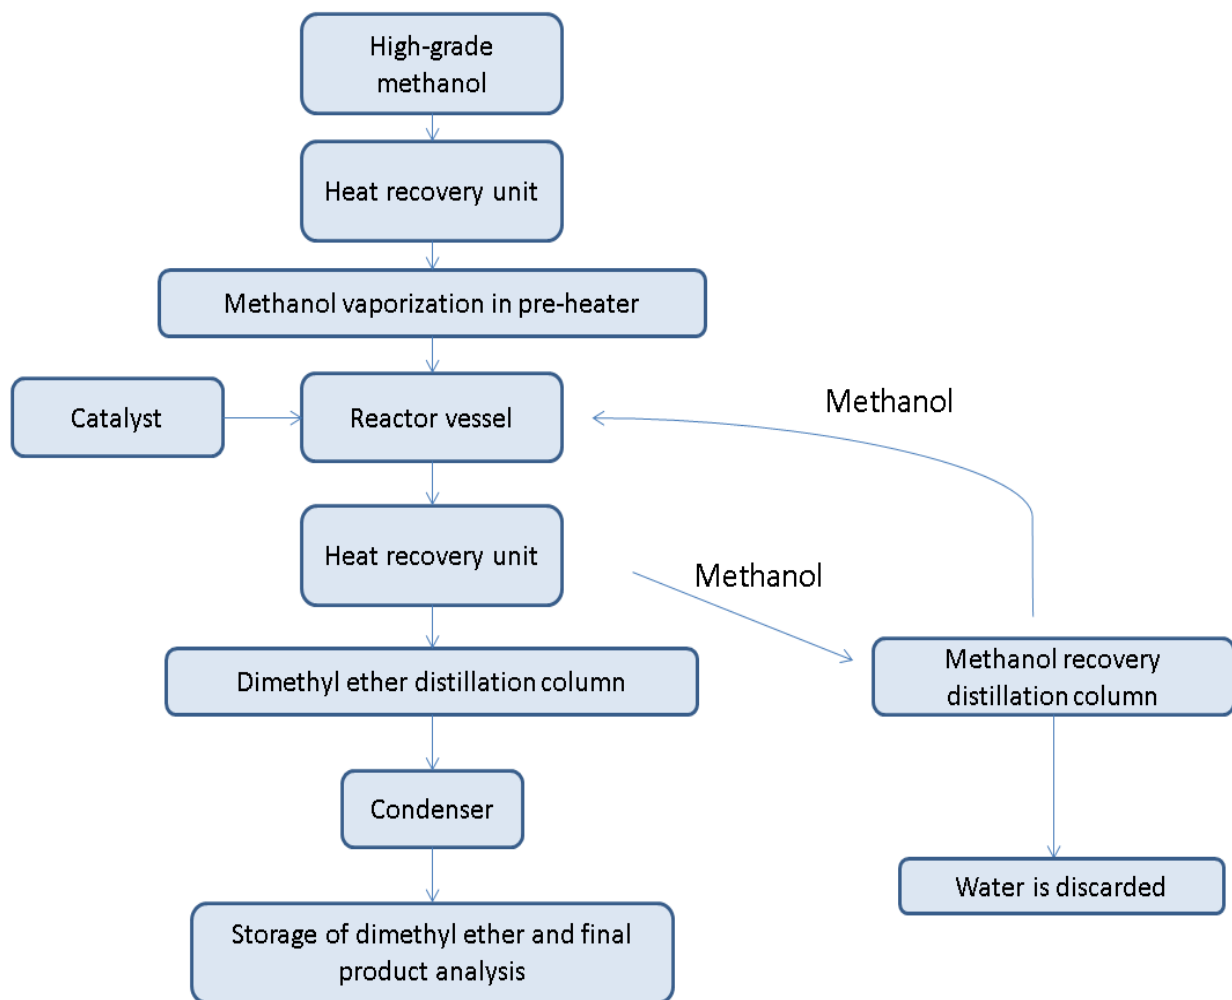 High-grade
methanol
Heat recovery unit
Methanol vaporization in pre-heater
Catalyst
Reactor vessel
Methanol
Heat recovery unit
Methanol
Dimethyl ether distillation column
Methanol recovery
distillation column
Condenser
Water is discarded
Storage of dimethyl ether and final
product analysis